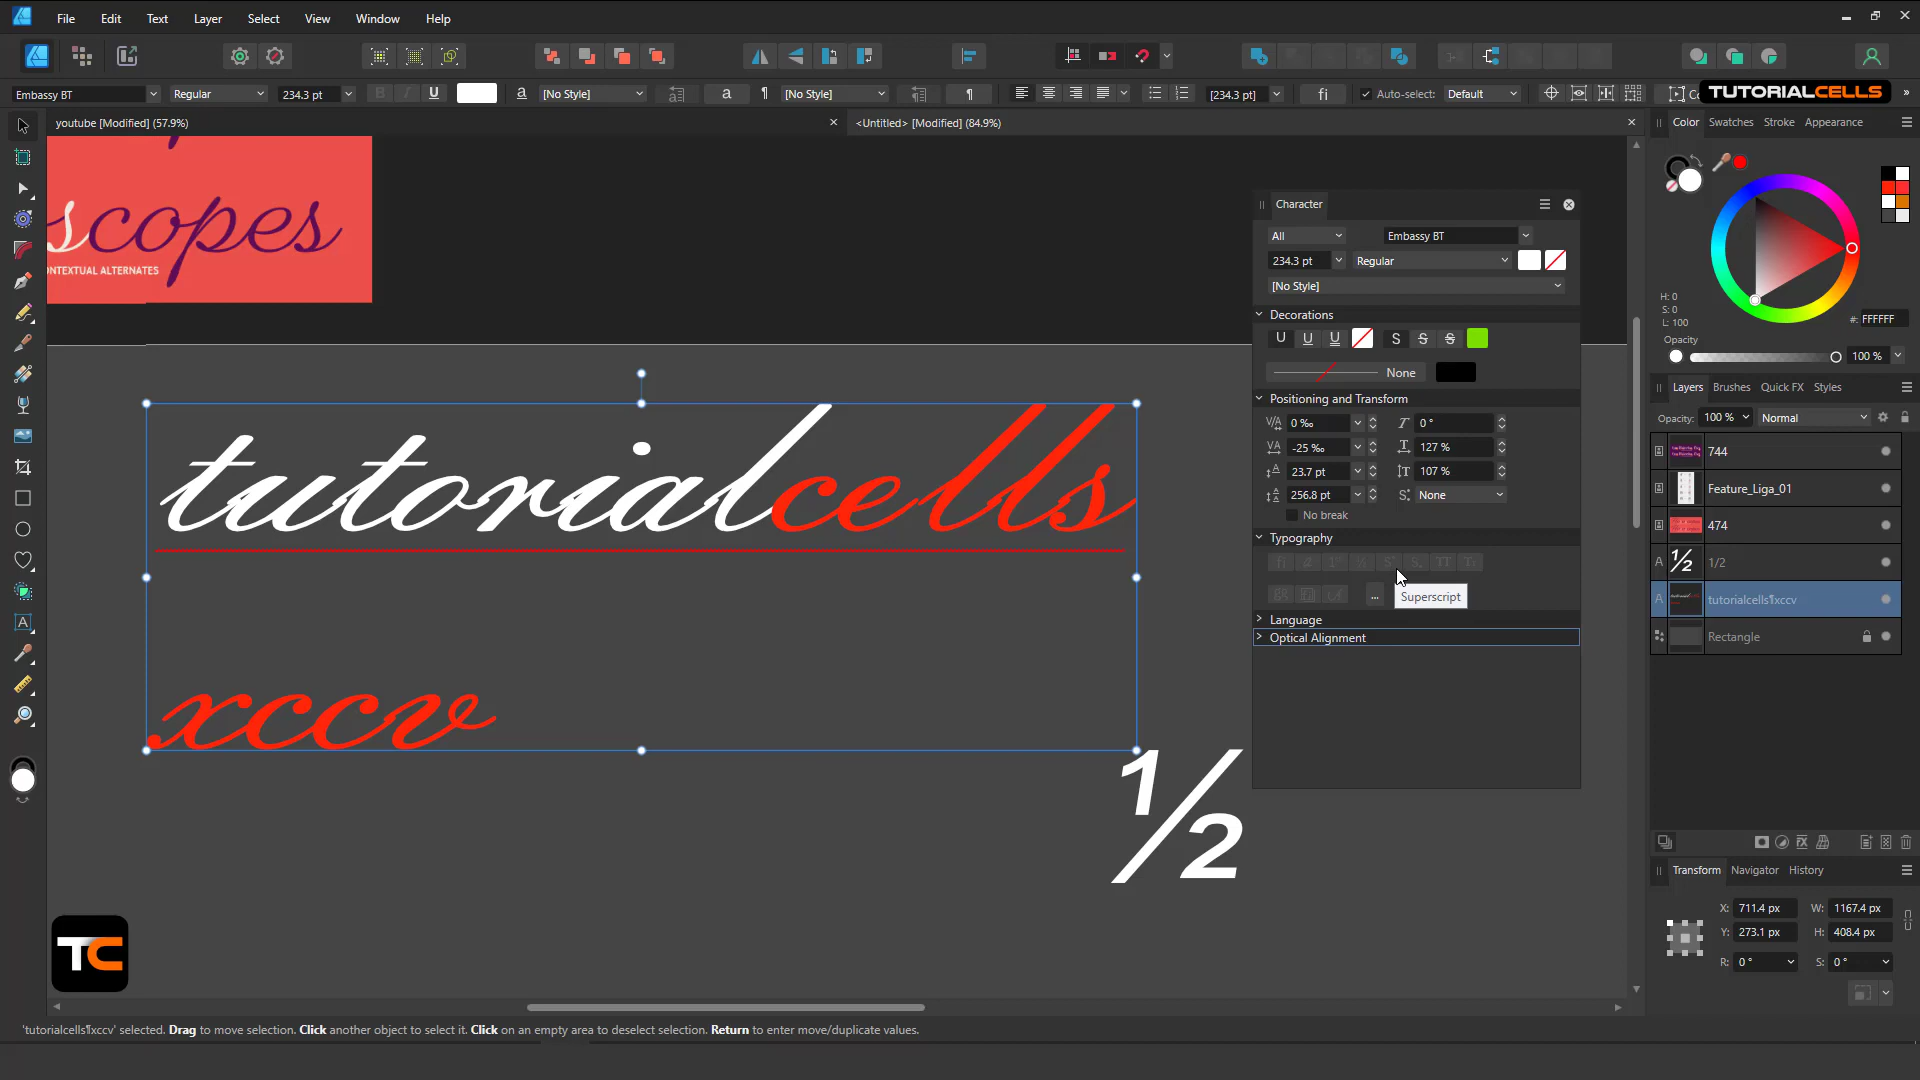 File Edit Text Layer Select View Window Help
Embassy BT Regular 234.3 pt B I U a [No Style] a ¶ [No Style] ¶ [234.3 pt] fi Auto-select: Default TUTORIALCELLS
youtube [Modified] (57.9%)
<Untitled> [Modified] (84.9%)
scopes
ONTEXTUAL ALTERNATES
tutorialcells
xccv
½
TC
Character
All Embassy BT
234.3 pt Regular
[No Style]
Decorations
U U U S S S
None
Positioning and Transform
0 ‰ 0 °
-25 ‰ 127 %
23.7 pt 107 %
256.8 pt None
No break
Typography
...
Superscript
Language
Optical Alignment
Color Swatches Stroke Appearance
H: 0
S: 0
L: 100
#: FFFFFF
Opacity
100 %
Layers Brushes Quick FX Styles
Opacity: 100 % Normal
744
Feature_Liga_01
474
A ½ 1/2
A tutorialcells¶xccv
Rectangle
Transform Navigator History
X: 711.4 px W: 1167.4 px
Y: 273.1 px H: 408.4 px
R: 0 ° S: 0 °
'tutorialcells¶xccv' selected. Drag to move selection. Click another object to select it. Click on an empty area to deselect selection. Return to enter move/duplicate values.